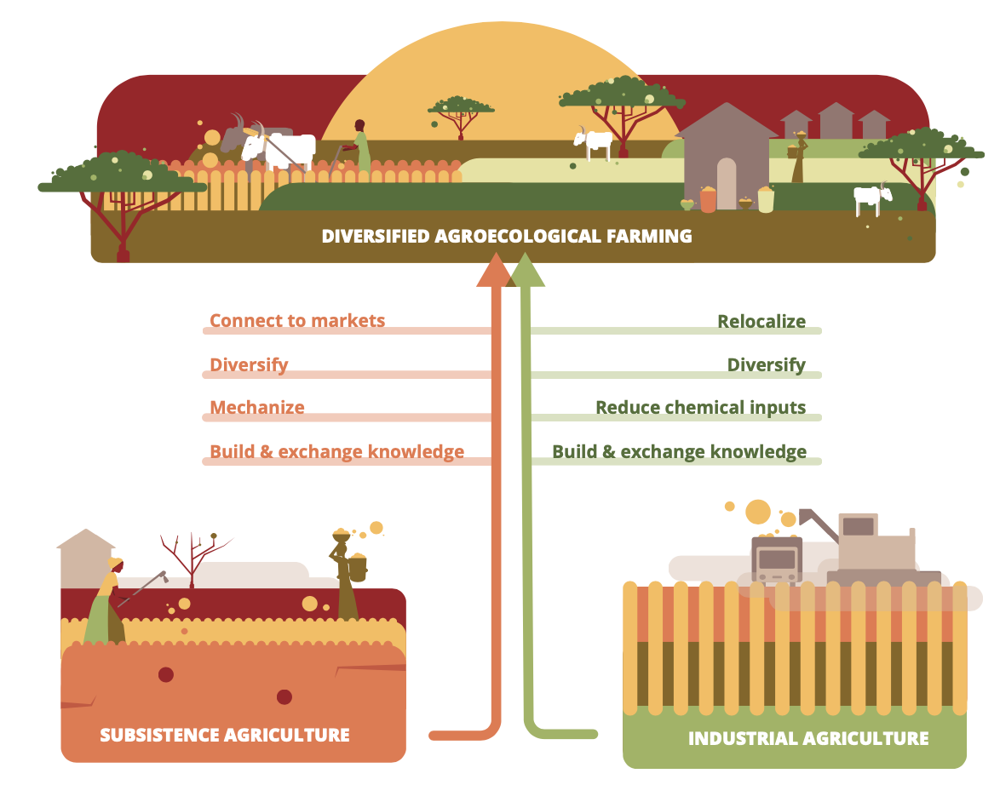 DIVERSIFIED AGROECOLOGICAL FARMING
Connect to markets
Diversify
Mechanize
Build & exchange knowledge
Relocalize
Diversify
Reduce chemical inputs
Build & exchange knowledge
SUBSISTENCE AGRICULTURE
INDUSTRIAL AGRICULTURE